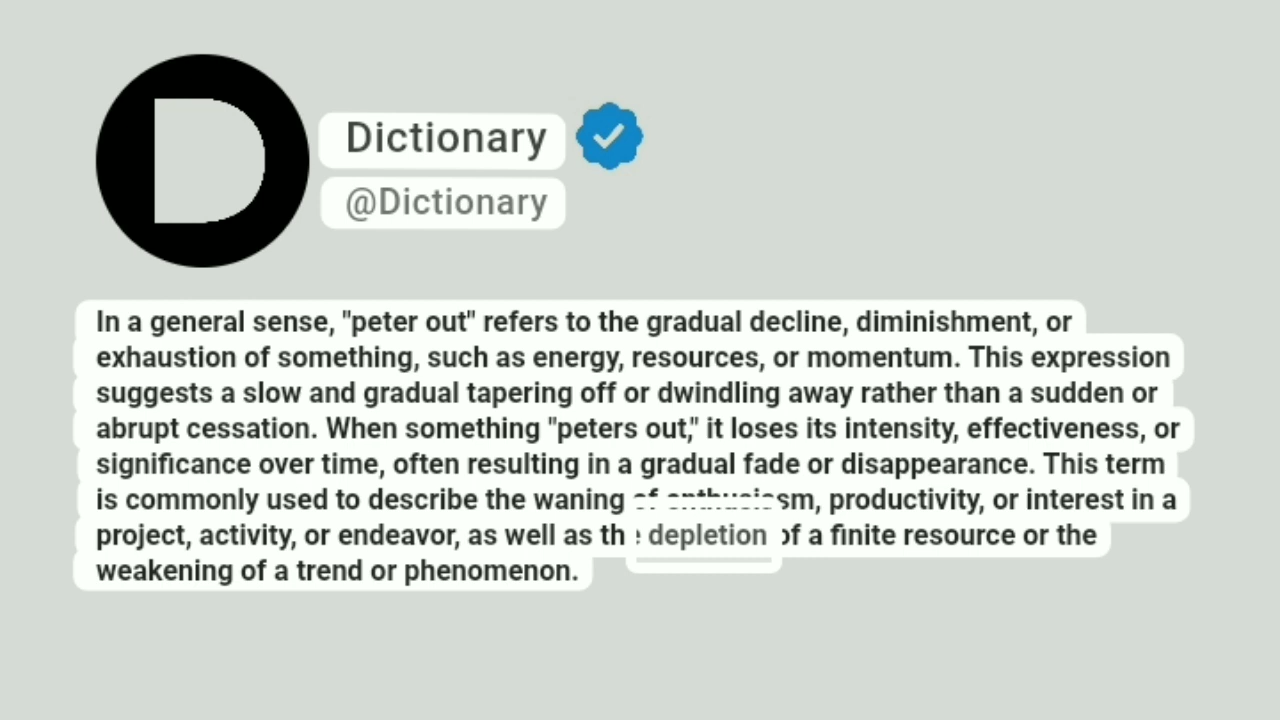 D
Dictionary
@Dictionary
In a general sense, "peter out" refers to the gradual decline, diminishment, or
exhaustion of something, such as energy, resources, or momentum. This expression
suggests a slow and gradual tapering off or dwindling away rather than a sudden or
abrupt cessation. When something "peters out," it loses its intensity, effectiveness, or
significance over time, often resulting in a gradual fade or disappearance. This term
is commonly used to describe the waning of enthusiasm, productivity, or interest in a
project, activity, or endeavor, as well as the depletion of a finite resource or the
weakening of a trend or phenomenon.